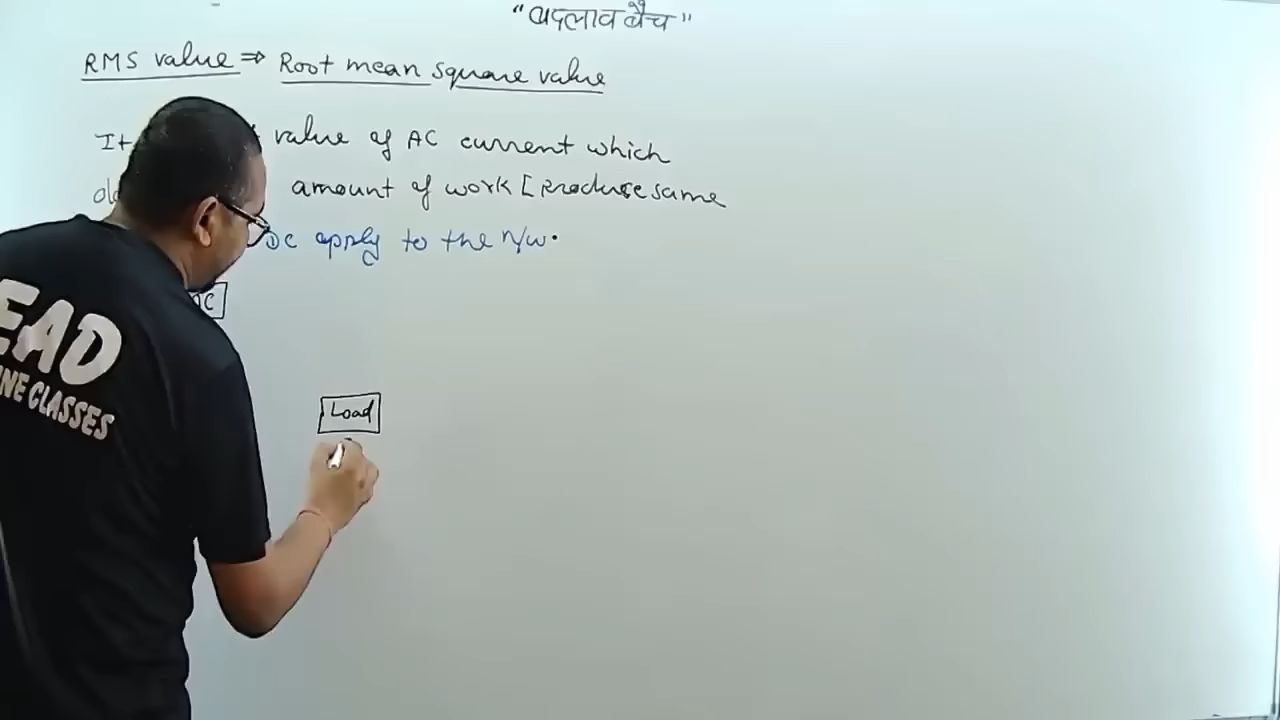 "बदलाव बैच"
RMS value ⇒ Root mean square value
It value of AC current which
amount of work [Produce same
DC apply to the n/w.
EAD
INE CLASSES
Load